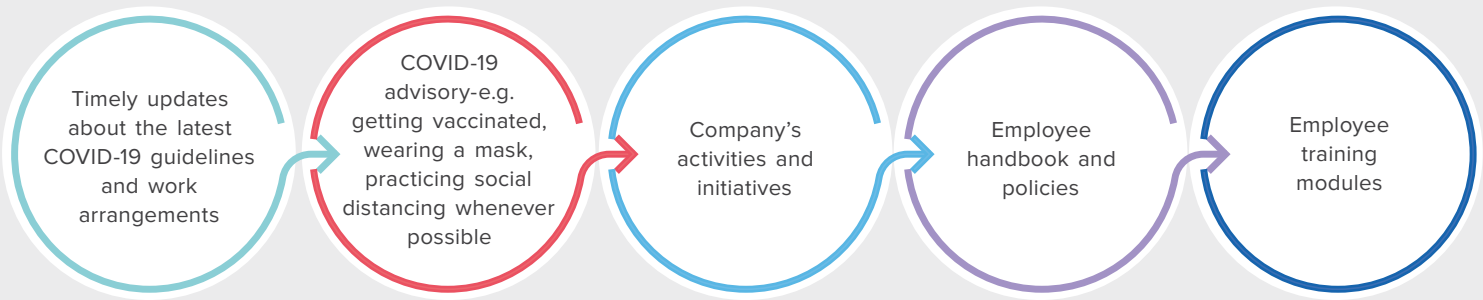 Timely updates
about the latest
COVID-19 guidelines
and work
arrangements
COVID-19
advisory-e.g.
getting vaccinated,
wearing a mask,
practicing social
distancing whenever
possible
Company’s
activities and
initiatives
Employee
handbook and
policies
Employee
training
modules